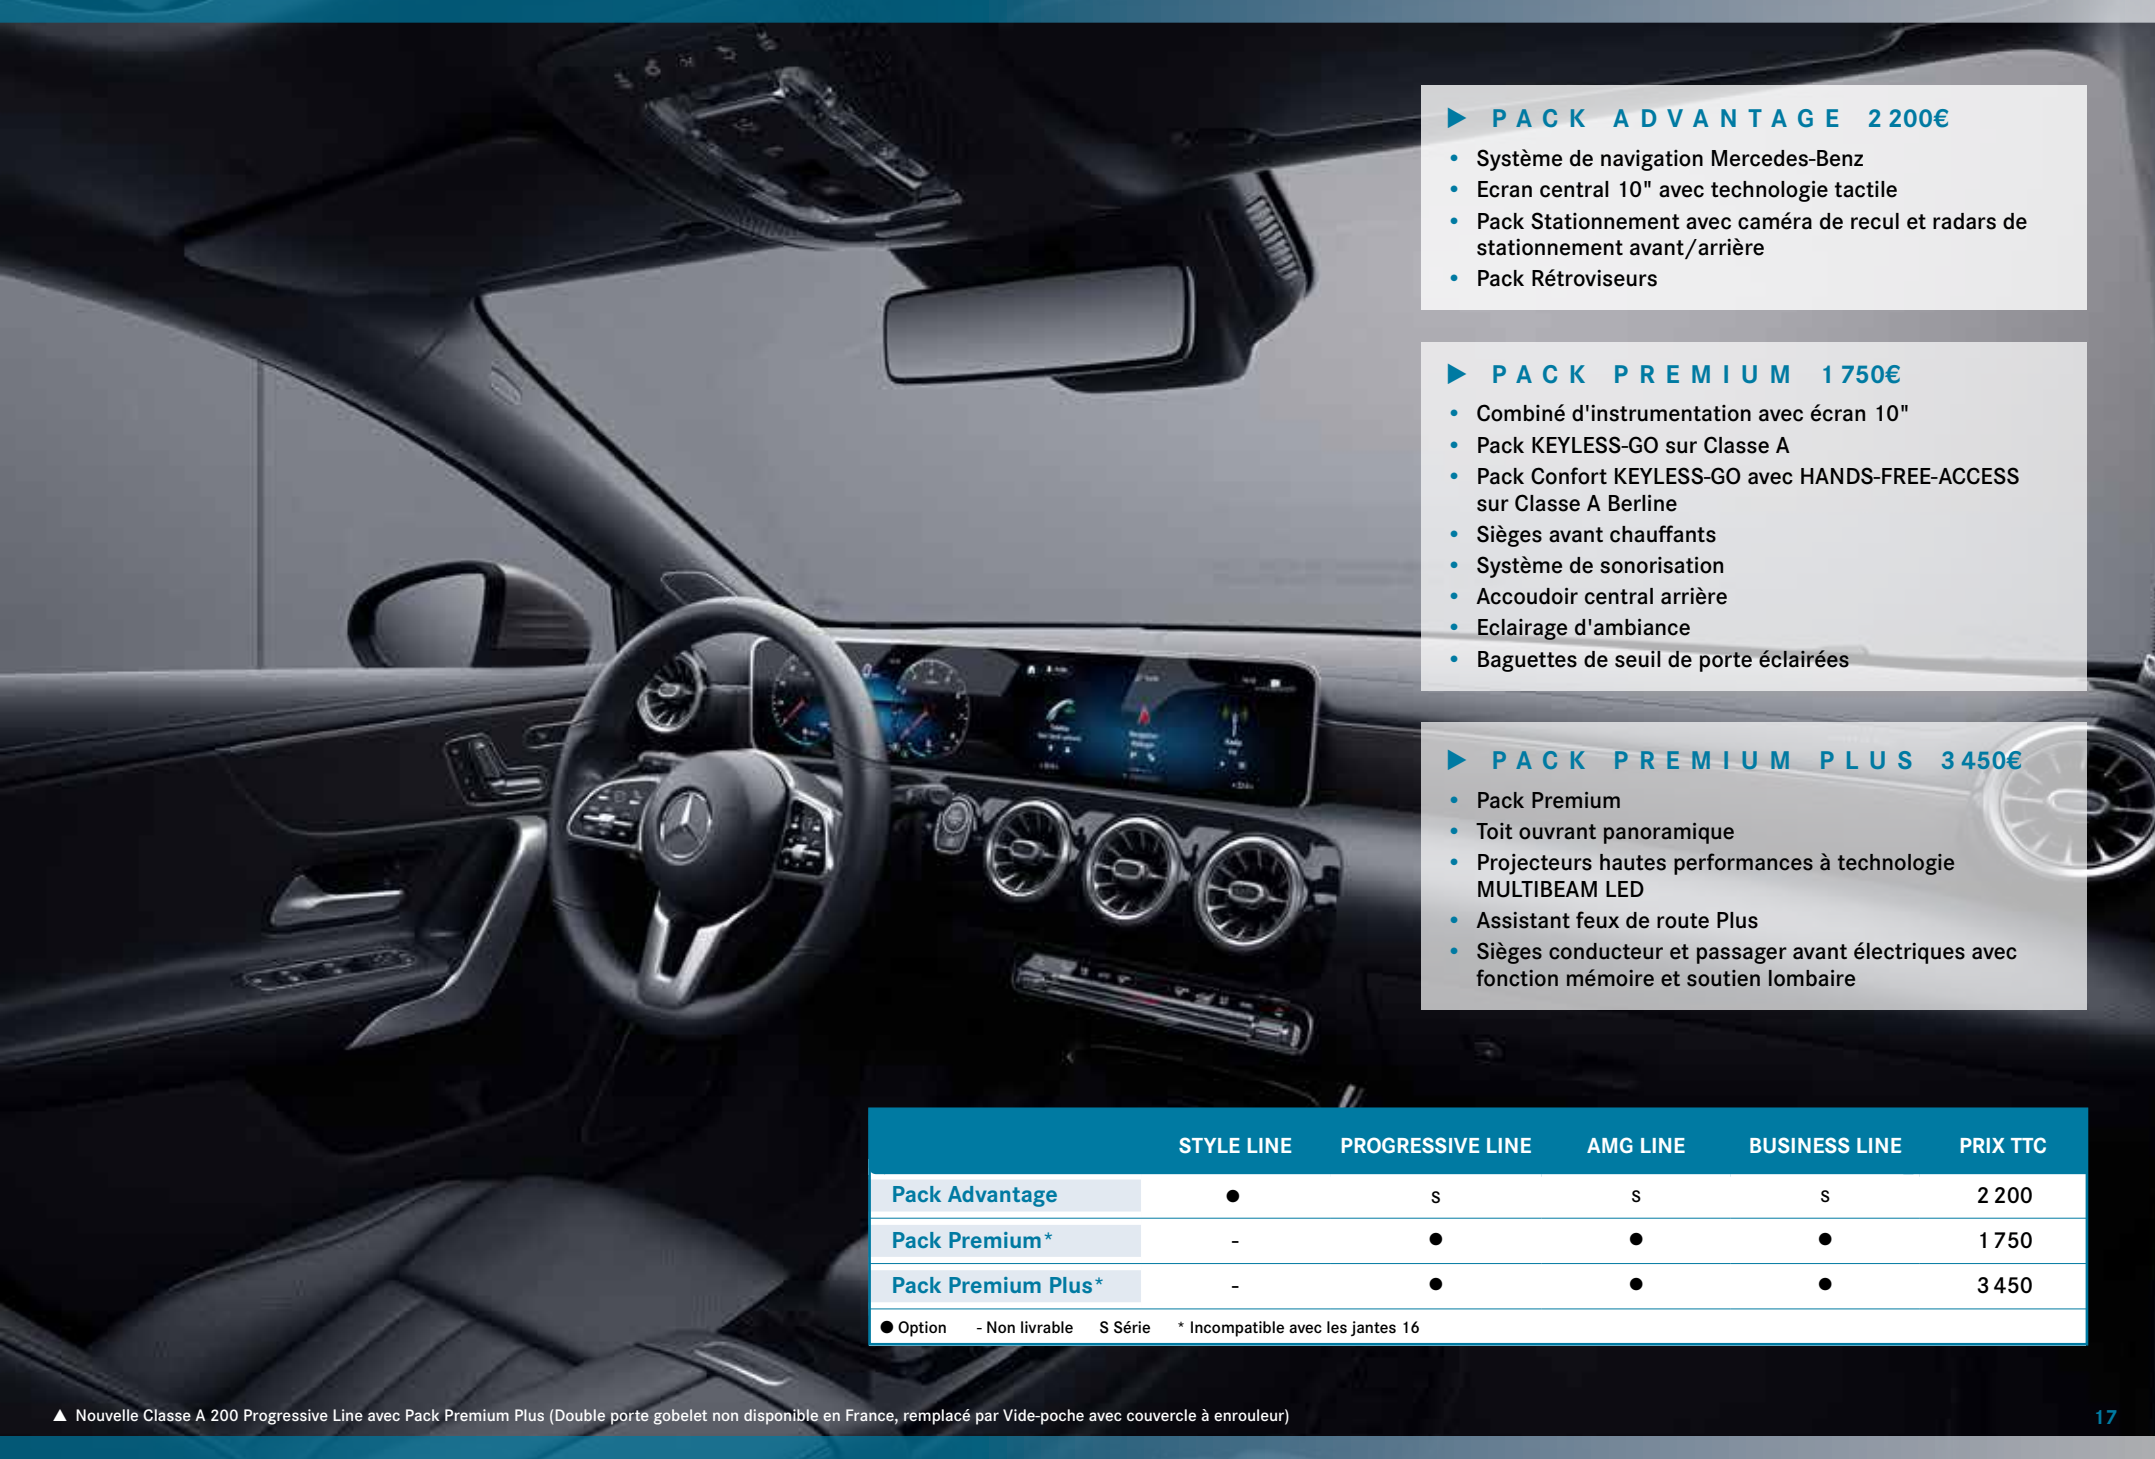 ▶ PACK ADVANTAGE 2 200€
• Système de navigation Mercedes-Benz
• Ecran central 10" avec technologie tactile
• Pack Stationnement avec caméra de recul et radars de
stationnement avant/arrière
• Pack Rétroviseurs
▶ PACK PREMIUM 1 750€
• Combiné d'instrumentation avec écran 10"
• Pack KEYLESS-GO sur Classe A
• Pack Confort KEYLESS-GO avec HANDS-FREE-ACCESS
sur Classe A Berline
• Sièges avant chauffants
• Système de sonorisation
• Accoudoir central arrière
• Eclairage d'ambiance
• Baguettes de seuil de porte éclairées
▶ PACK PREMIUM PLUS 3 450€
• Pack Premium
• Toit ouvrant panoramique
• Projecteurs hautes performances à technologie
MULTIBEAM LED
• Assistant feux de route Plus
• Sièges conducteur et passager avant électriques avec
fonction mémoire et soutien lombaire
STYLE LINE PROGRESSIVE LINE AMG LINE BUSINESS LINE PRIX TTC
Pack Advantage ● S S S 2 200
Pack Premium* - ● ● ● 1 750
Pack Premium Plus* - ● ● ● 3 450
● Option - Non livrable S Série * Incompatible avec les jantes 16
▲ Nouvelle Classe A 200 Progressive Line avec Pack Premium Plus (Double porte gobelet non disponible en France, remplacé par Vide-poche avec couvercle à enrouleur)
17